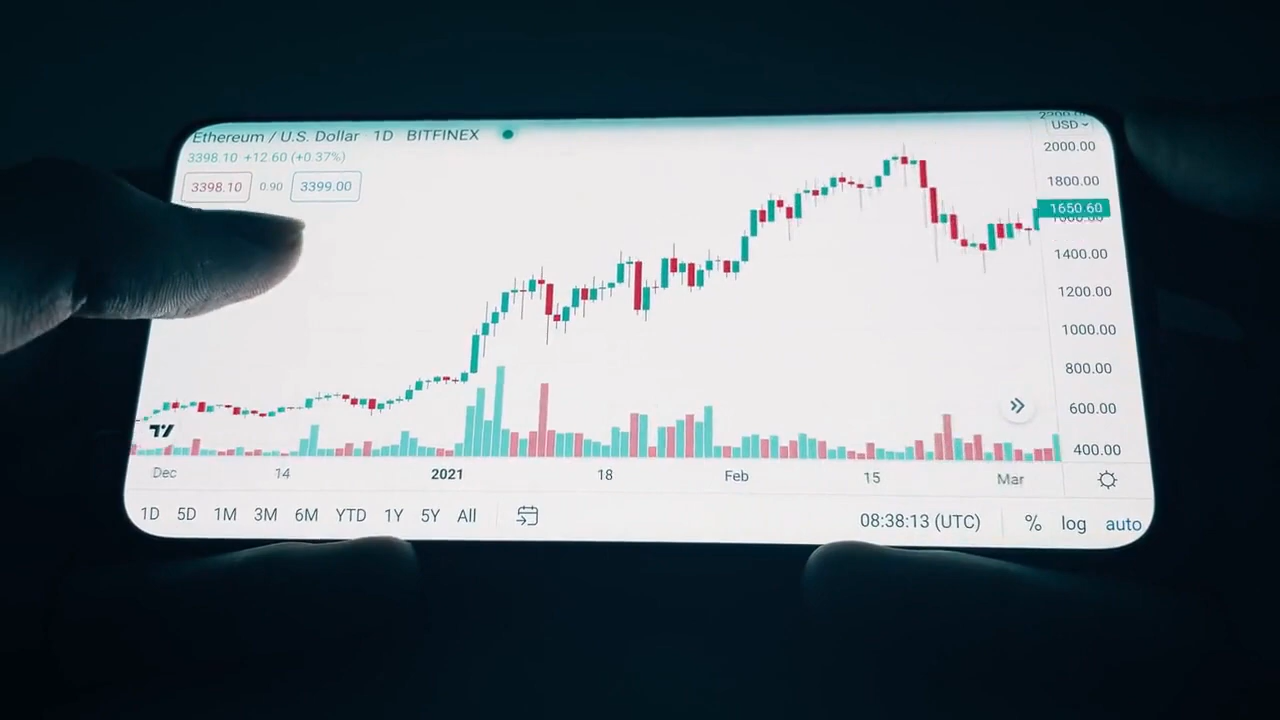 Ethereum / U.S. Dollar 1D BITFINEX
3398.10 +12.60 (+0.37%)
3398.10 0.90 3399.00
USD
2000.00
1800.00
1650.60
1400.00
1200.00
1000.00
800.00
600.00
400.00
Dec 14 2021 18 Feb 15 Mar
1D 5D 1M 3M 6M YTD 1Y 5Y All 08:38:13 (UTC) % log auto